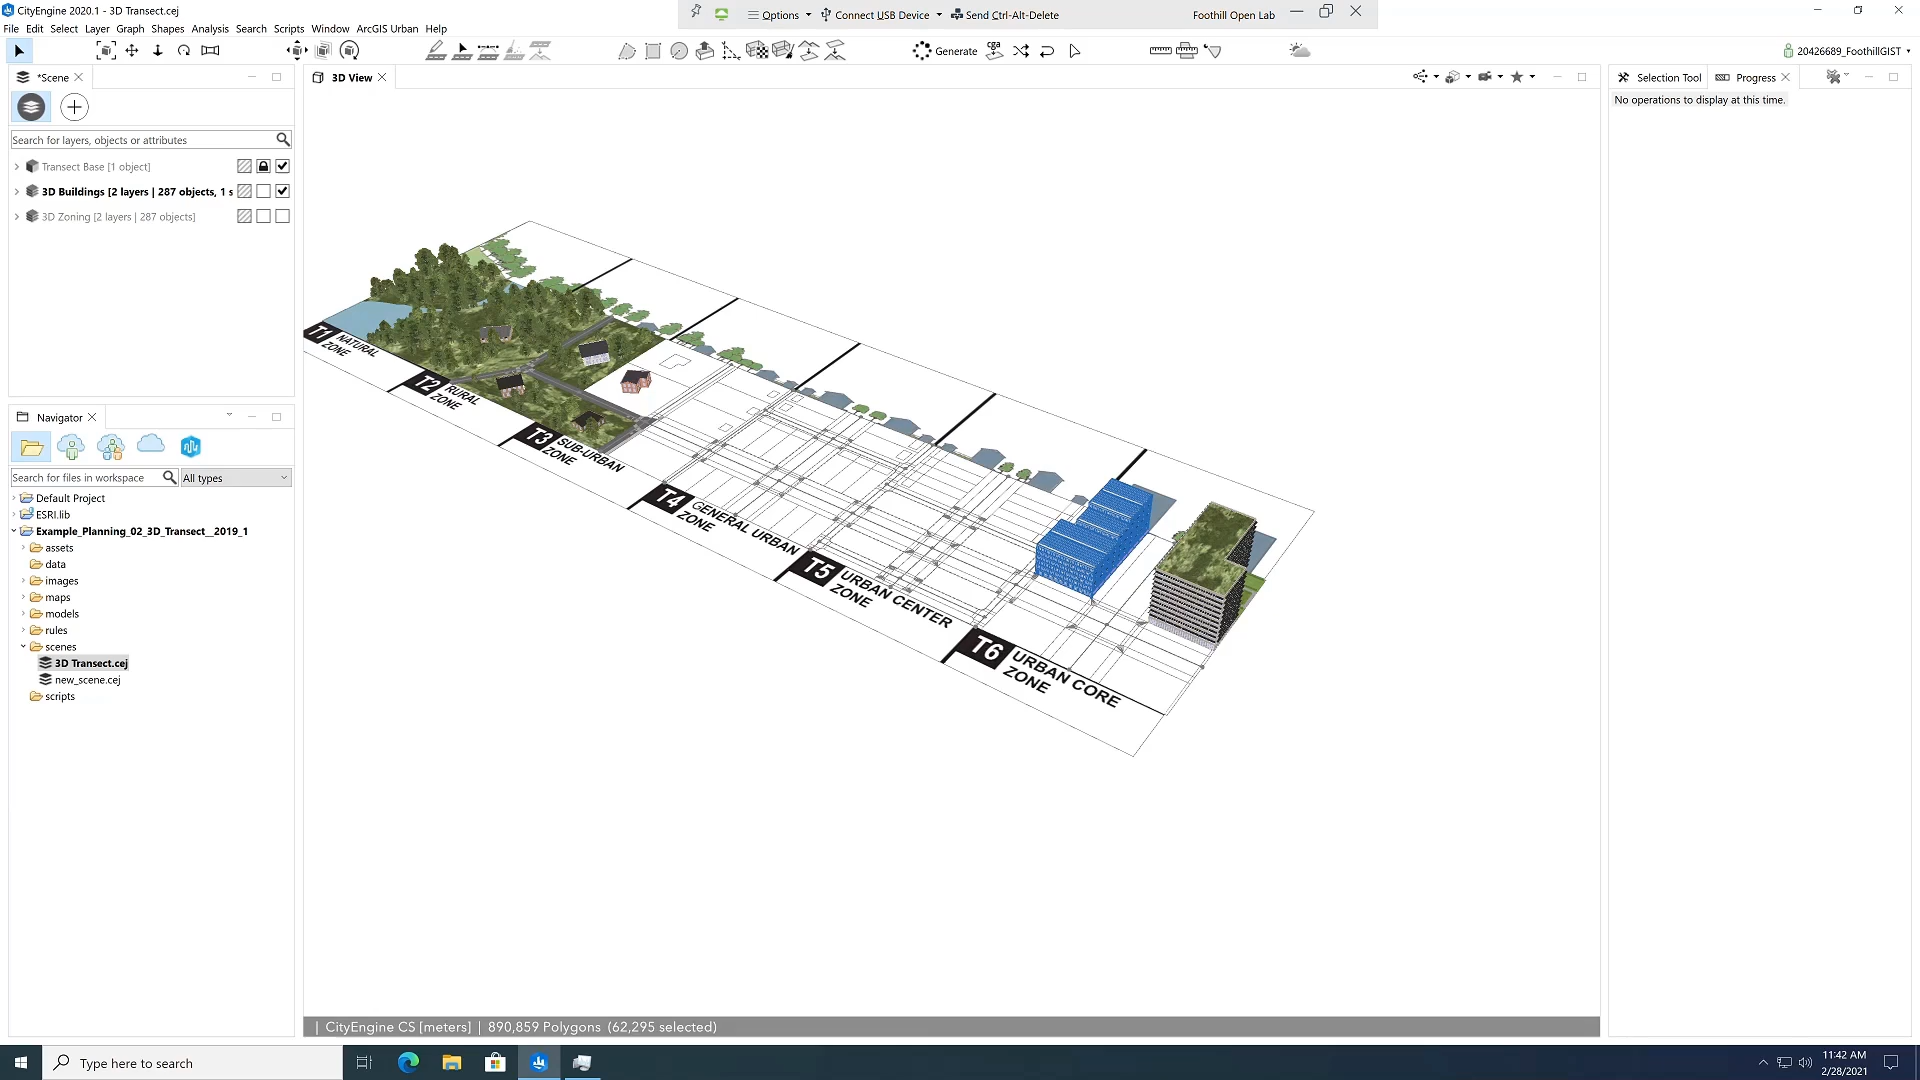 CityEngine 2020.1 - 3D Transect.cej
Options
Connect USB Device
Send Ctrl-Alt-Delete
Foothill Open Lab
File Edit Select Layer Graph Shapes Analysis Search Scripts Window ArcGIS Urban Help
Generate
20426689_FoothillGIST
*Scene
3D View
Selection Tool
Progress
No operations to display at this time.
Search for layers, objects or attributes
Transect Base [1 object]
3D Buildings [2 layers | 287 objects, 1 s
3D Zoning [2 layers | 287 objects]
Navigator
Search for files in workspace
All types
Default Project
ESRI.lib
Example_Planning_02_3D_Transect__2019_1
assets
data
images
maps
models
rules
scenes
3D Transect.cej
new_scene.cej
scripts
T1 NATURAL
ZONE
T2 RURAL
ZONE
T3 SUB-URBAN
ZONE
T4 GENERAL URBAN
ZONE
T5 URBAN CENTER
ZONE
T6 URBAN CORE
ZONE
| CityEngine CS [meters] | 890,859 Polygons (62,295 selected)
Type here to search
11:42 AM
2/28/2021